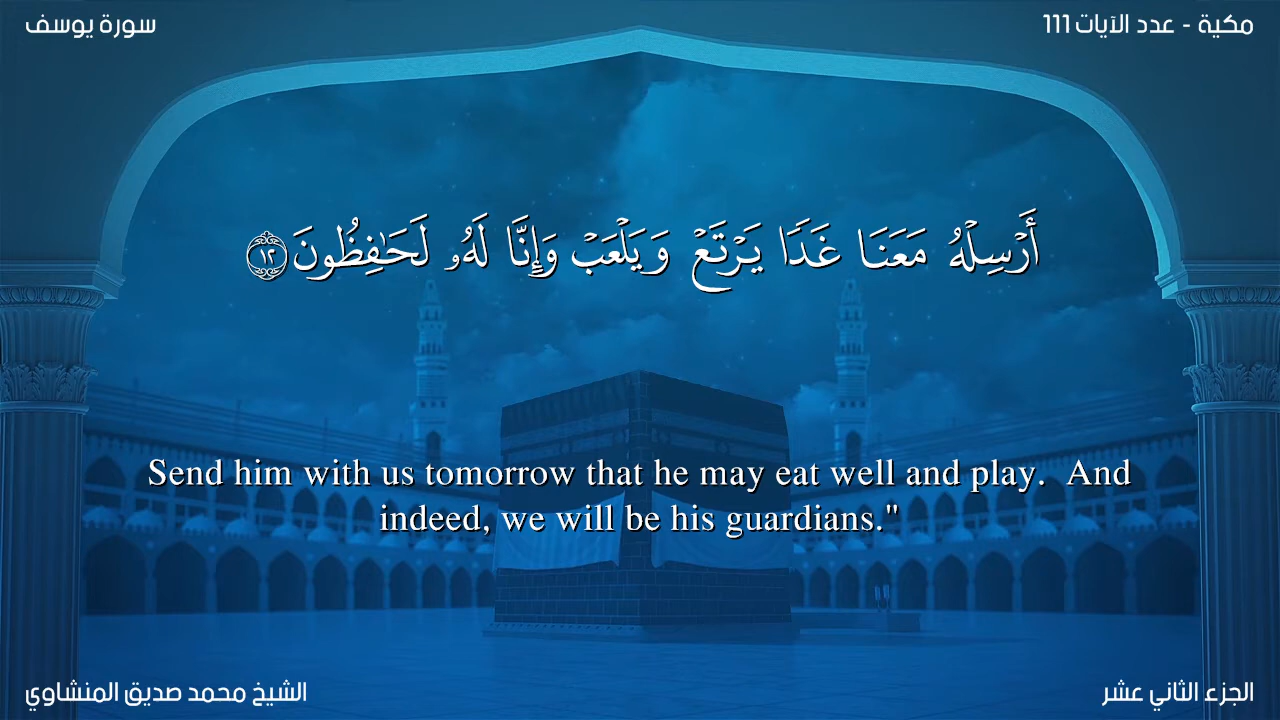 سورة يوسف
مكية - عدد الآيات 111
أَرْسِلْهُ مَعَنَا غَدًا يَرْتَعْ وَيَلْعَبْ وَإِنَّا لَهُۥ لَحَٰفِظُونَ ١٢
Send him with us tomorrow that he may eat well and play.  And
indeed, we will be his guardians."
الشيخ محمد صديق المنشاوي
الجزء الثاني عشر